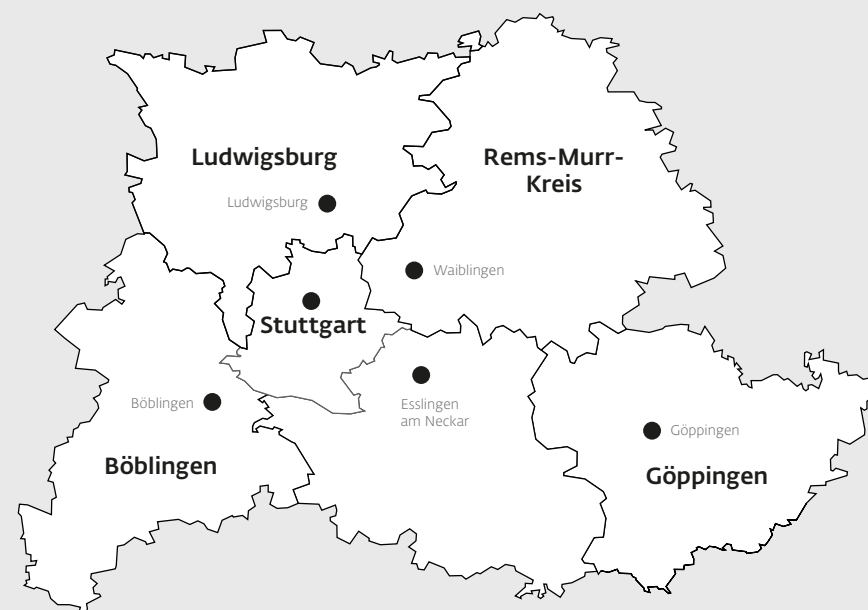 Ludwigsburg
Ludwigsburg
Rems-Murr-
Kreis
Waiblingen
Stuttgart
Böblingen
Böblingen
Esslingen
am Neckar
Göppingen
Göppingen